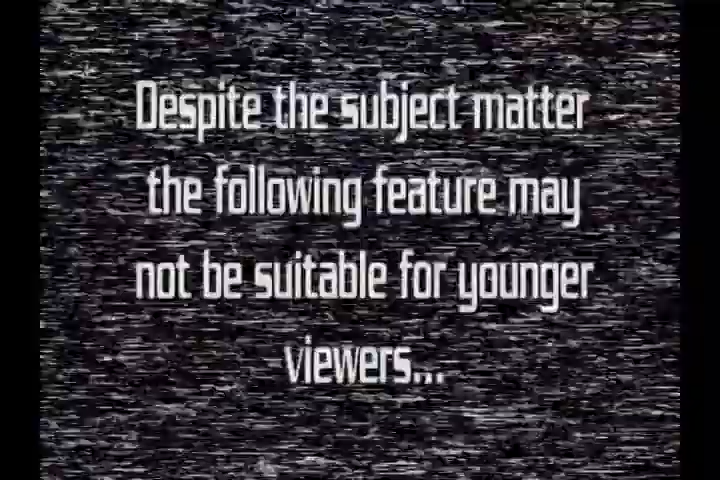 Despite the subject matter
the following feature may
not be suitable for younger
viewers...